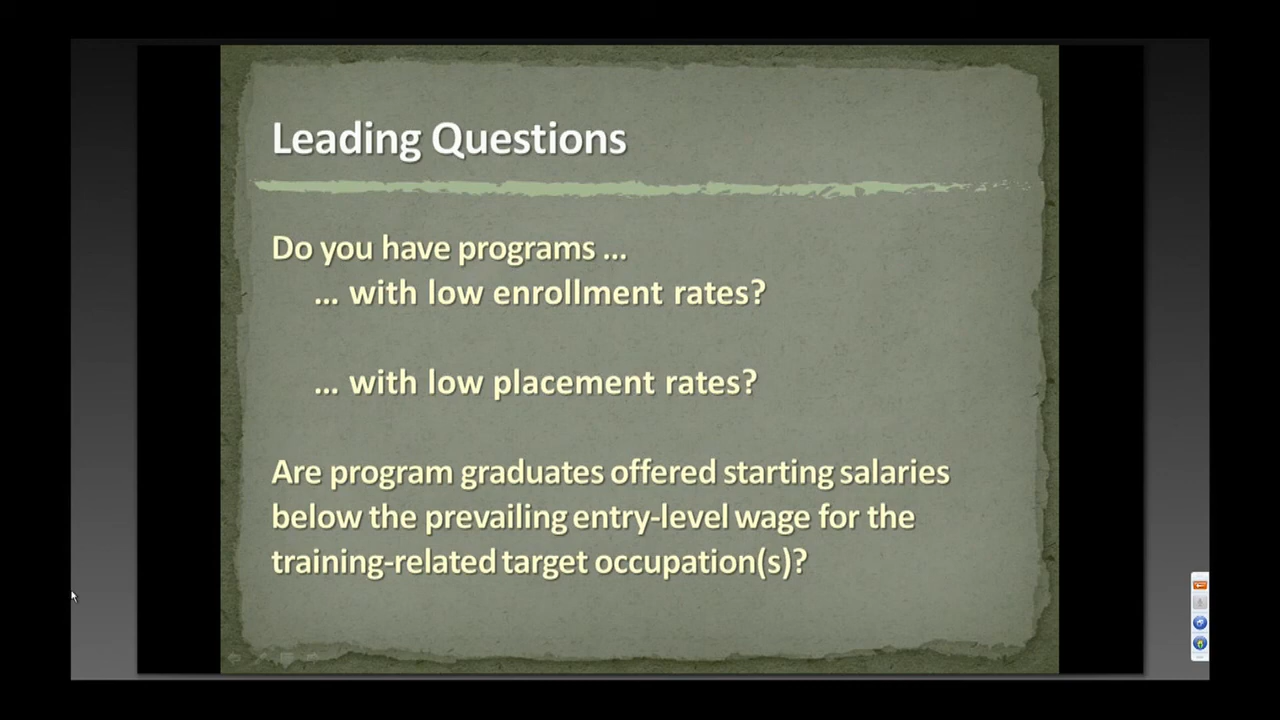 Leading Questions
Do you have programs ...
... with low enrollment rates?
... with low placement rates?
Are program graduates offered starting salaries
below the prevailing entry-level wage for the
training-related target occupation(s)?